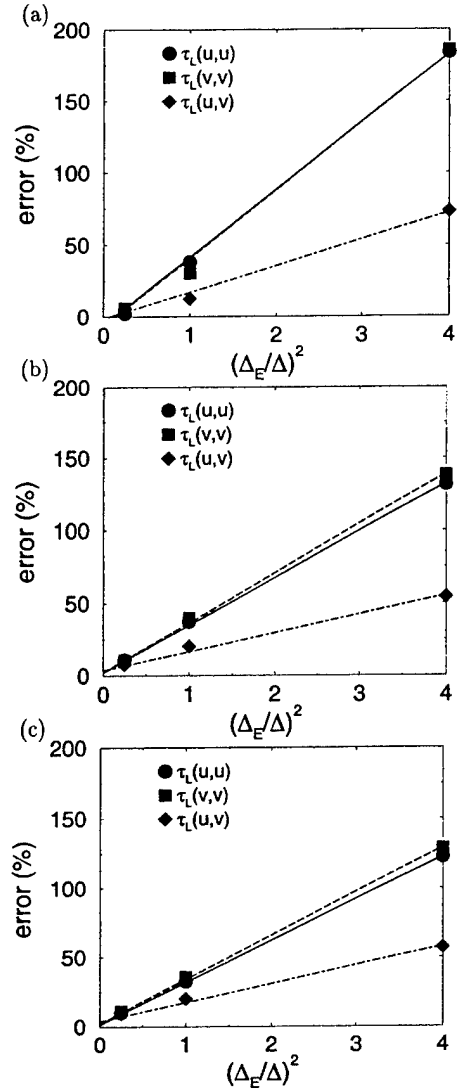 (a)
200
150
100
50
0
error (%)
τL(u,u)
τL(v,v)
τL(u,v)
0 1 2 3 4
(ΔE/Δ)²
(b)
200
150
100
50
0
error (%)
τL(u,u)
τL(v,v)
τL(u,v)
0 1 2 3 4
(ΔE/Δ)²
(c)
200
150
100
50
0
error (%)
τL(u,u)
τL(v,v)
τL(u,v)
0 1 2 3 4
(ΔE/Δ)²